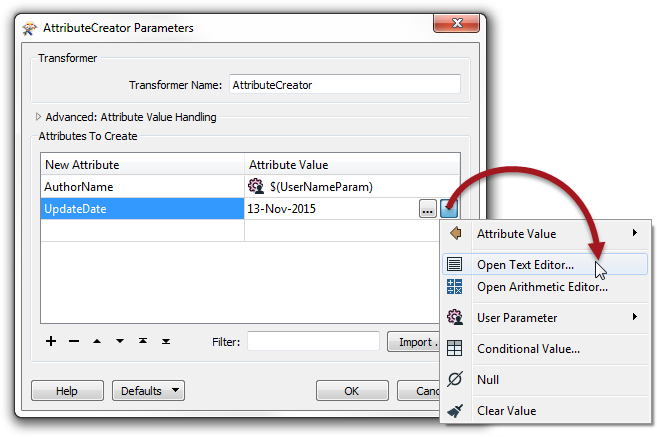 AttributeCreator Parameters
Transformer
Transformer Name: AttributeCreator
Advanced: Attribute Value Handling
Attributes To Create
New Attribute Attribute Value
AuthorName $(UserNameParam)
UpdateDate 13-Nov-2015 ...
Attribute Value
Open Text Editor...
Open Arithmetic Editor...
User Parameter
Conditional Value...
Null
Clear Value
Filter: Import .
Help Defaults OK Canc